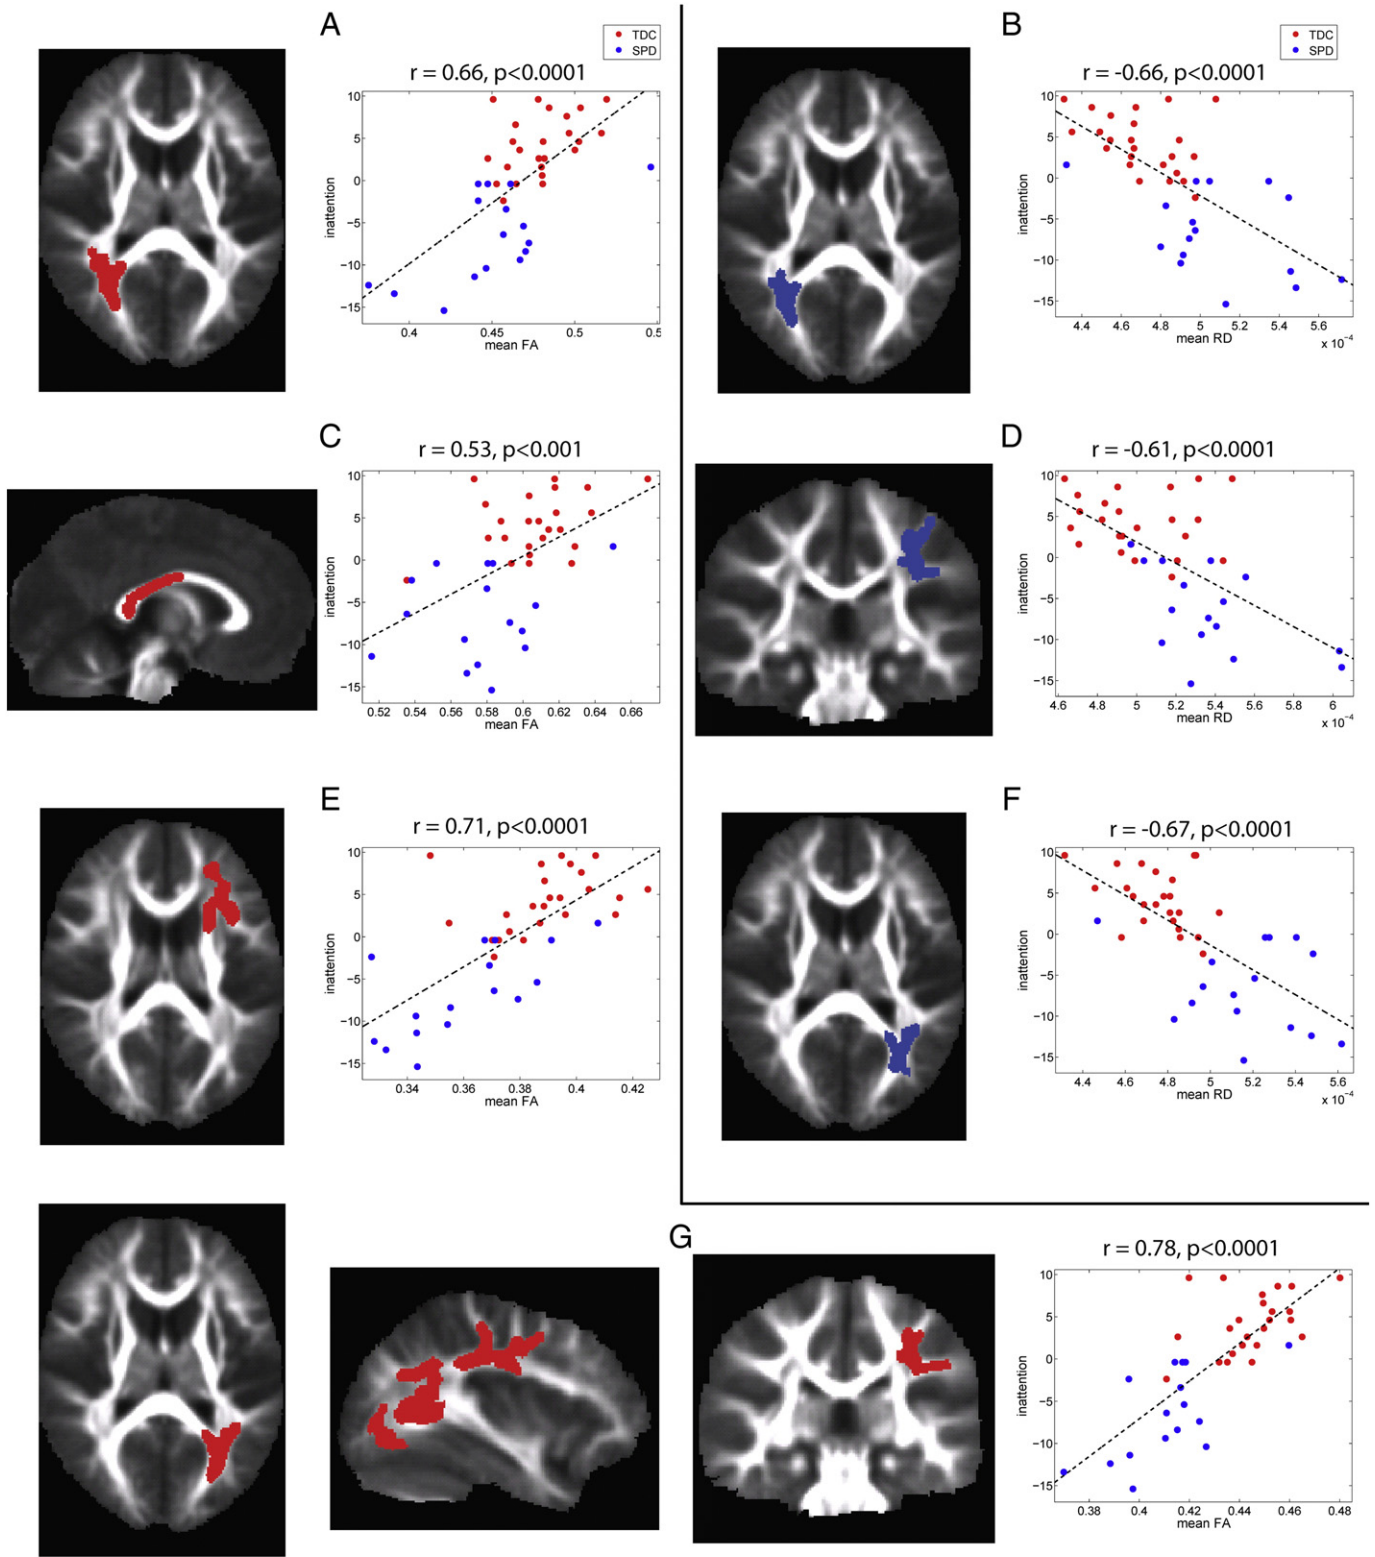 A
TDC
SPD
r = 0.66, p<0.0001
10
5
0
−5
−10
−15
inattention
0.4 0.45 0.5 0.5
mean FA
B
TDC
SPD
r = -0.66, p<0.0001
10
5
0
−5
−10
−15
inattention
4.4 4.6 4.8 5 5.2 5.4 5.6
mean RD
x 10⁻⁴
C
r = 0.53, p<0.001
10
5
0
−5
−10
−15
inattention
0.52 0.54 0.56 0.58 0.6 0.62 0.64 0.66
mean FA
D
r = -0.61, p<0.0001
10
5
0
−5
−10
−15
inattention
4.6 4.8 5 5.2 5.4 5.6 5.8 6
mean RD
x 10⁻⁴
E
r = 0.71, p<0.0001
10
5
0
−5
−10
−15
inattention
0.34 0.36 0.38 0.4 0.42
mean FA
F
r = -0.67, p<0.0001
10
5
0
−5
−10
−15
inattention
4.4 4.6 4.8 5 5.2 5.4 5.6
mean RD
x 10⁻⁴
G
r = 0.78, p<0.0001
10
5
0
−5
−10
−15
inattention
0.38 0.4 0.42 0.44 0.46 0.48
mean FA